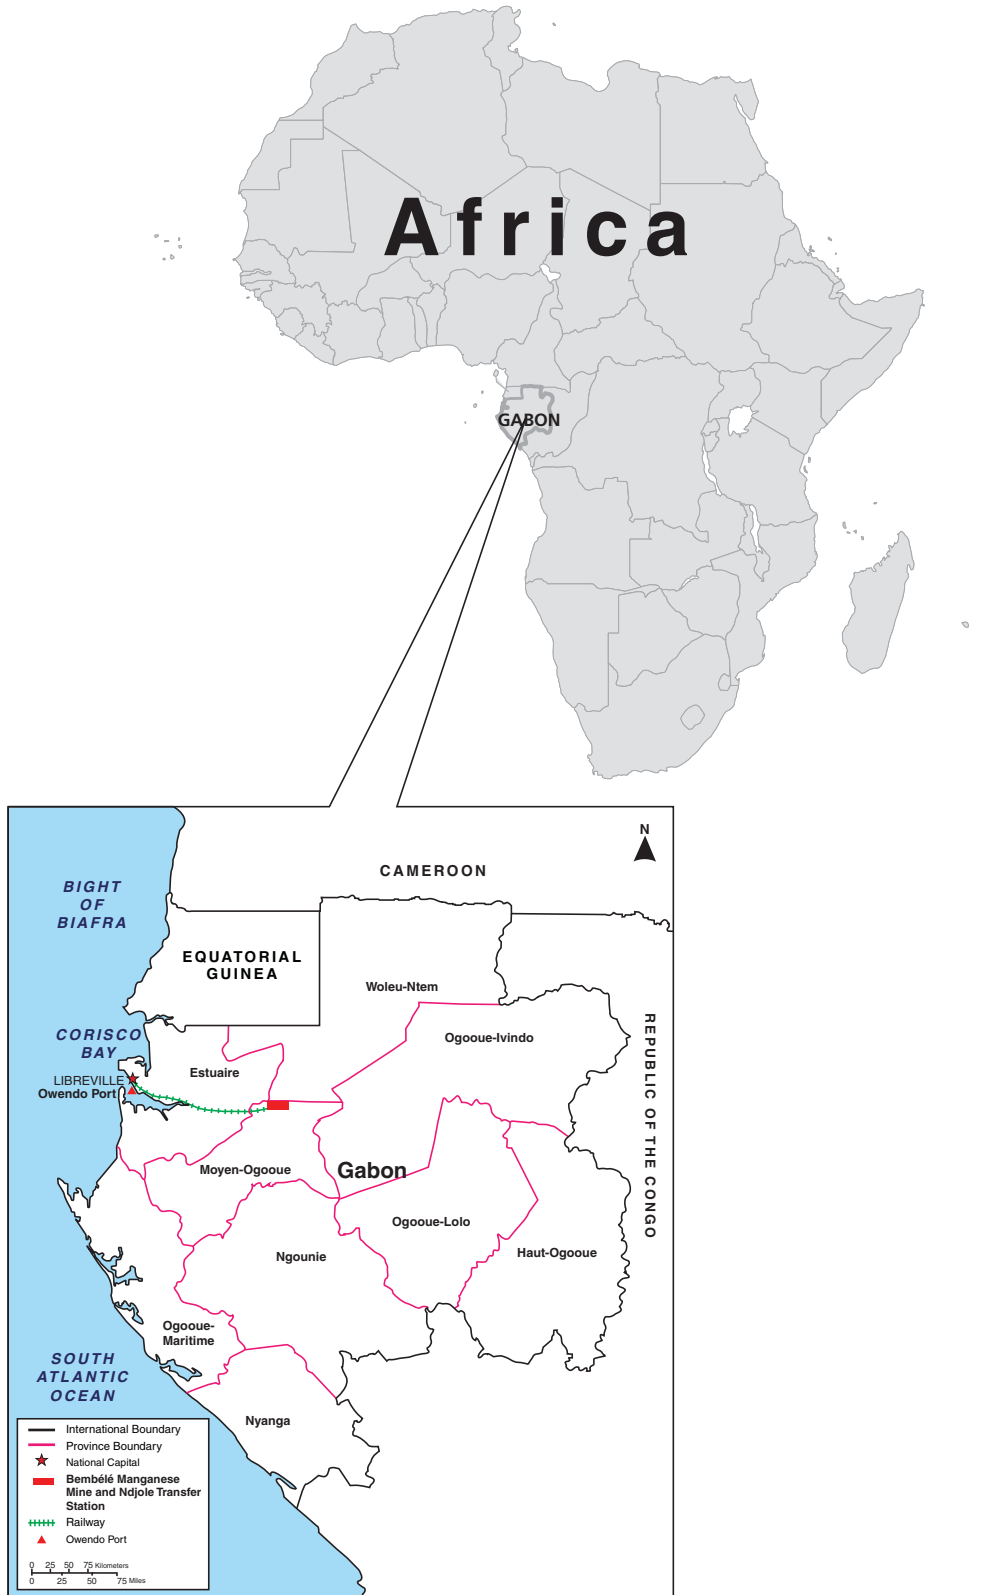 Africa
GABON
N
CAMEROON
BIGHT
OF
BIAFRA
EQUATORIAL
GUINEA
Woleu-Ntem
CORISCO
BAY
Ogooue-Ivindo
REPUBLIC OF THE CONGO
Estuaire
LIBREVILLE
Owendo Port
Moyen-Ogooue
Gabon
Ogooue-Lolo
Haut-Ogooue
Ngounie
Ogooue-
Maritime
SOUTH
ATLANTIC
OCEAN
Nyanga
International Boundary
Province Boundary
National Capital
Bembélé Manganese
Mine and Ndjole Transfer
Station
Railway
Owendo Port
0 25 50 75 Kilometers
0 25 50 75 Miles